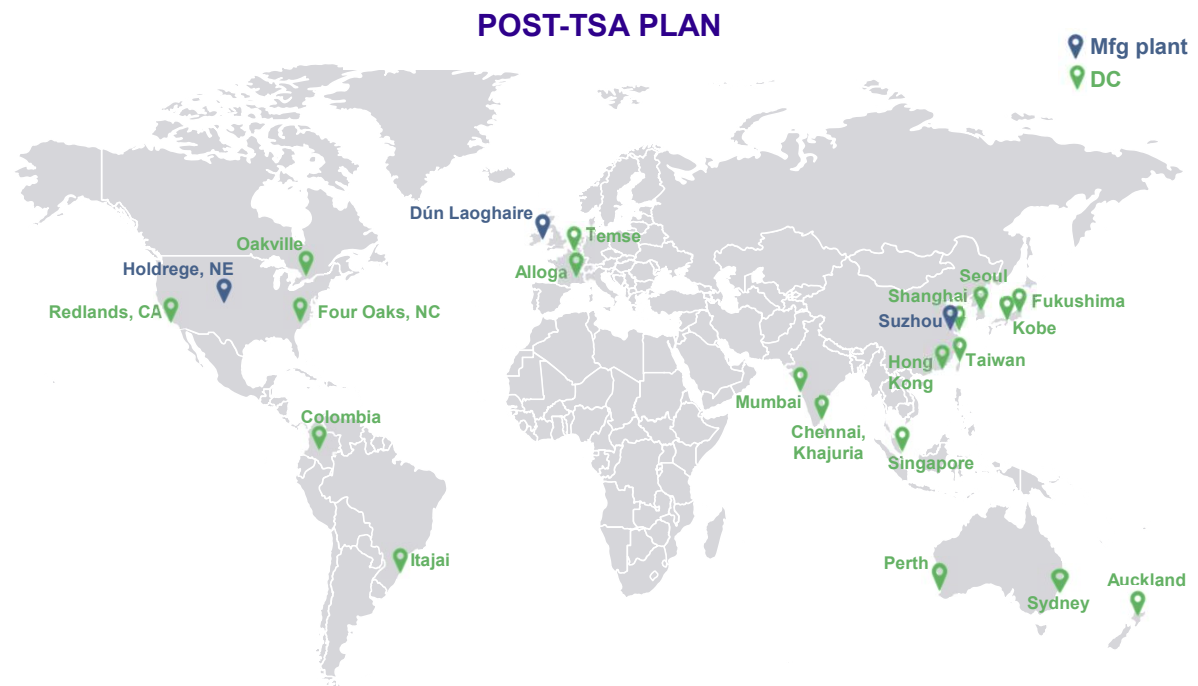 POST-TSA PLAN
Mfg plant
DC
Dún Laoghaire
Temse
Oakville
Alloga
Holdrege, NE
Seoul
Shanghai
Redlands, CA
Four Oaks, NC
Fukushima
Suzhou
Kobe
Hong
Kong
Taiwan
Mumbai
Colombia
Chennai,
Khajuria
Singapore
Itajai
Perth
Auckland
Sydney